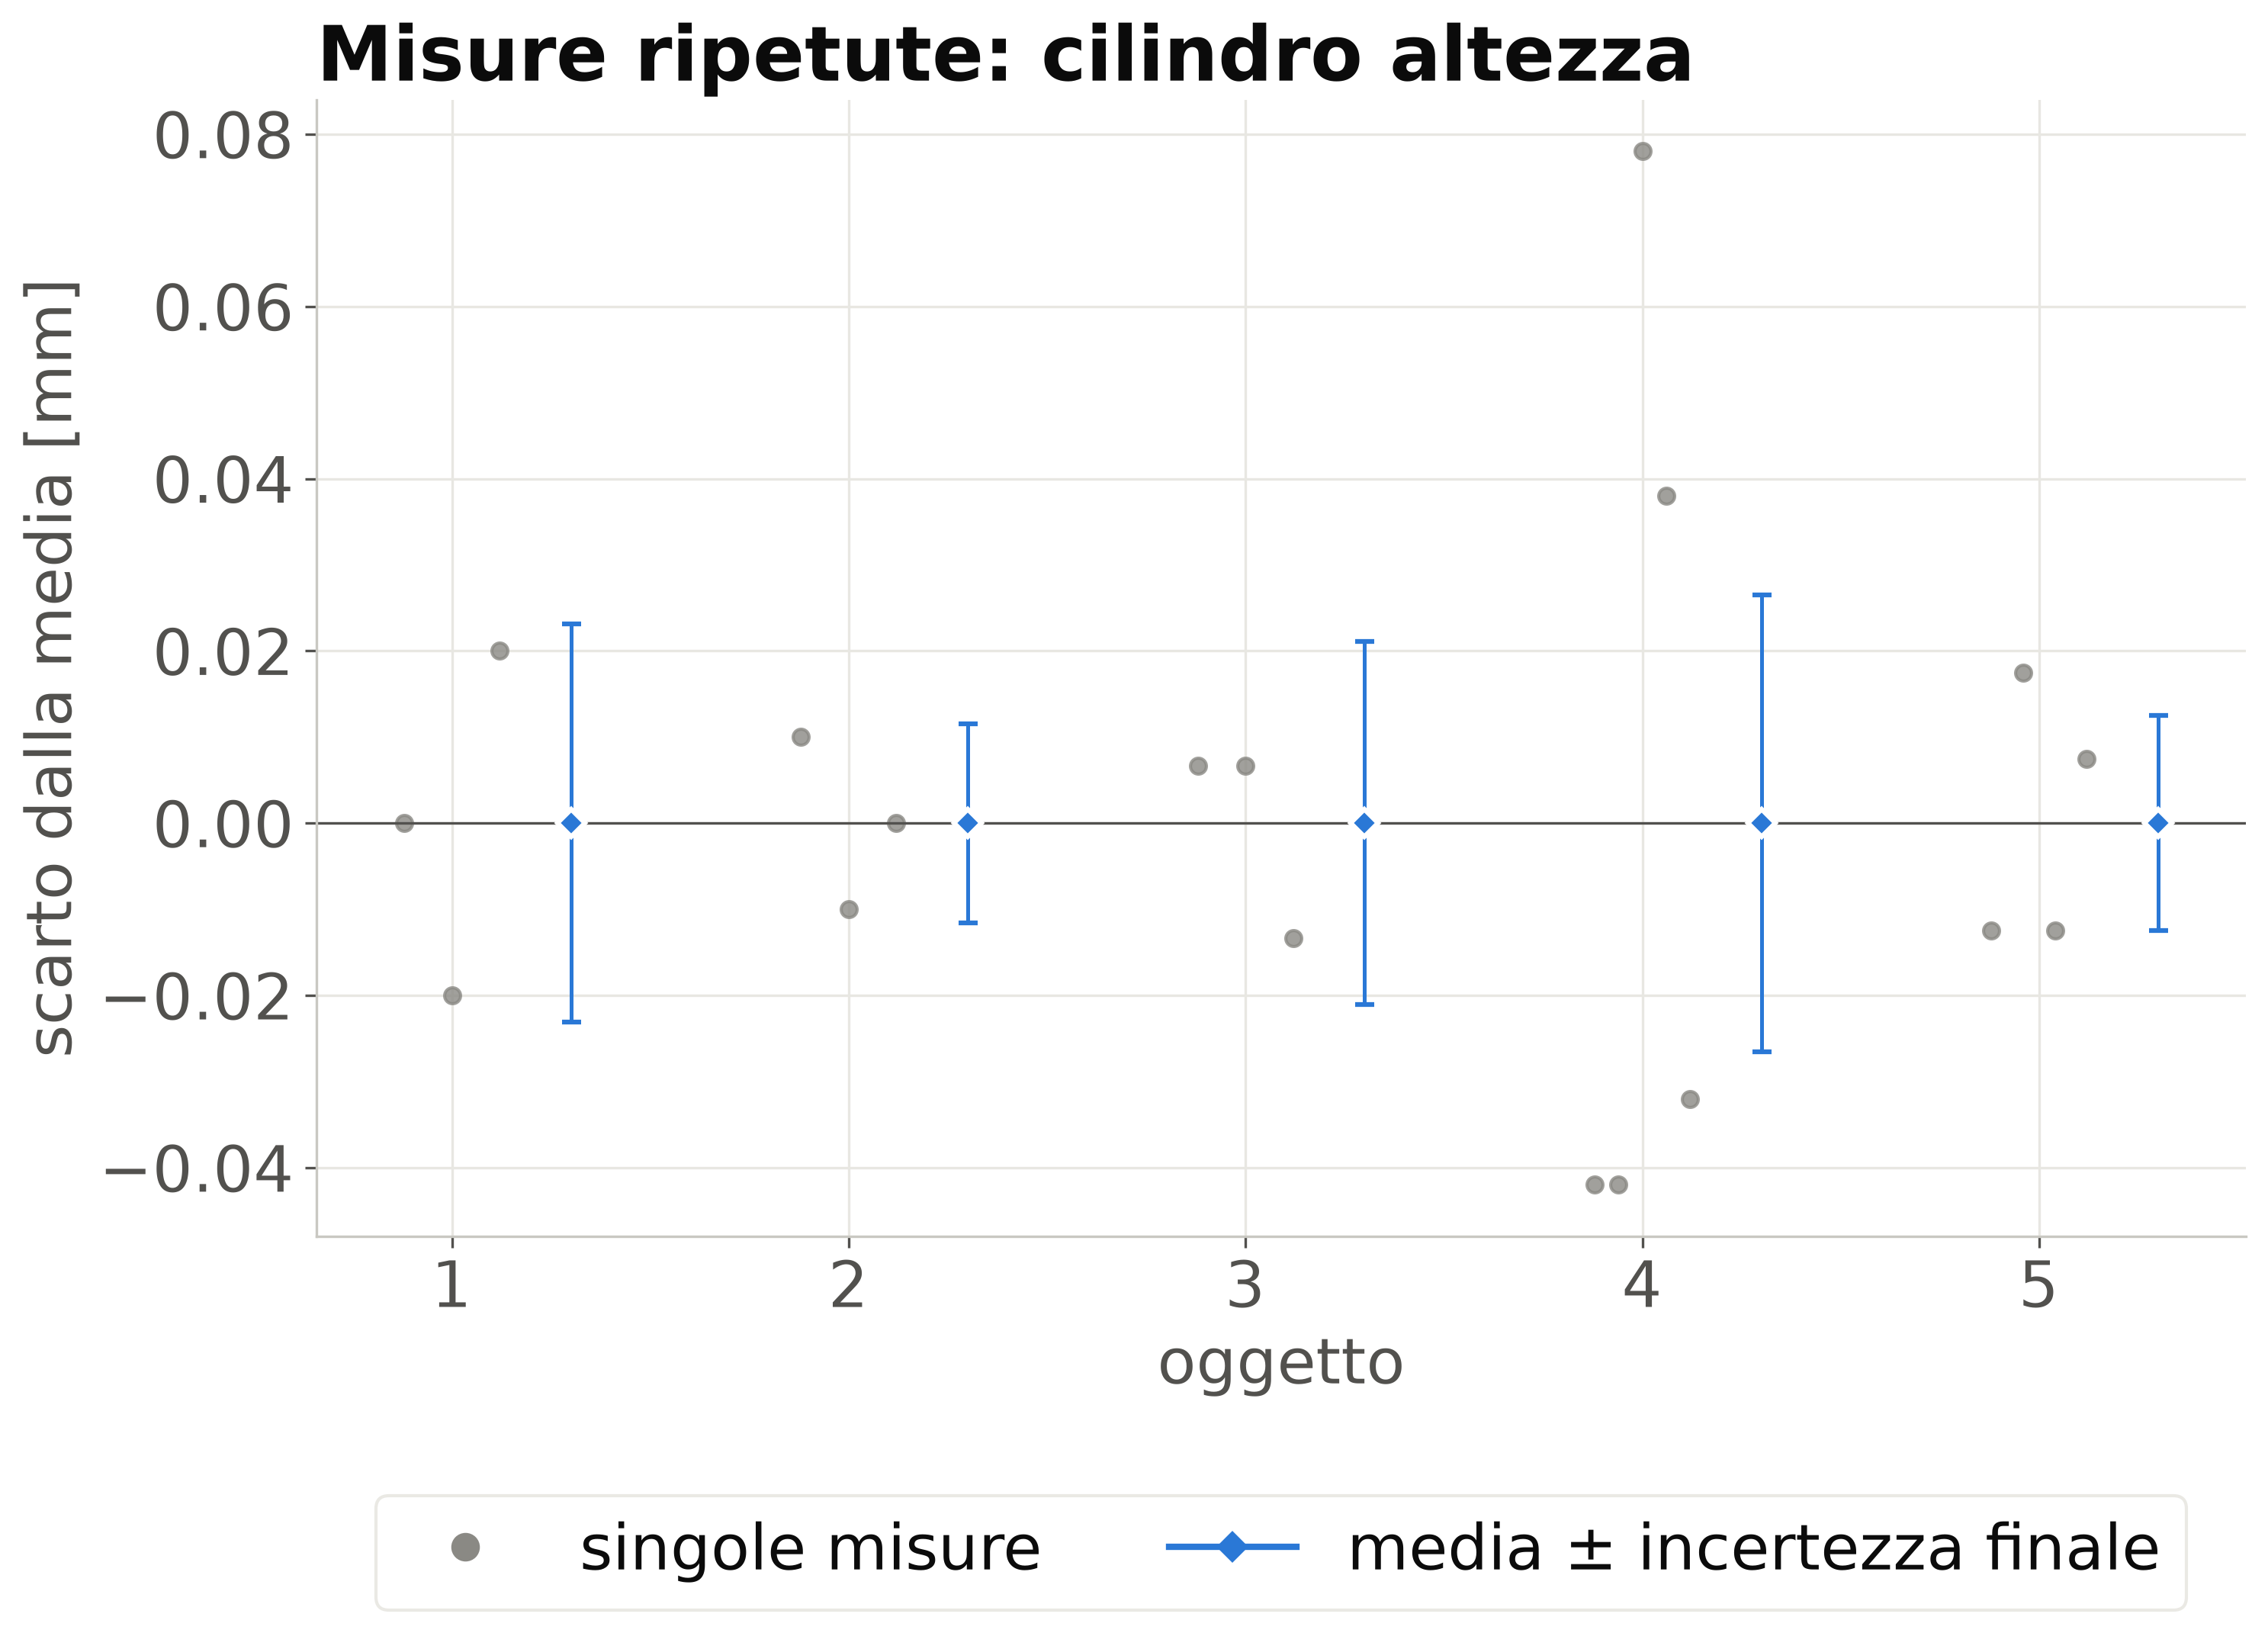 Misure ripetute: cilindro altezza
scarto dalla media [mm]
0.08
0.06
0.04
0.02
0.00
−0.02
−0.04
1 2 3 4 5
oggetto
singole misure media ± incertezza finale